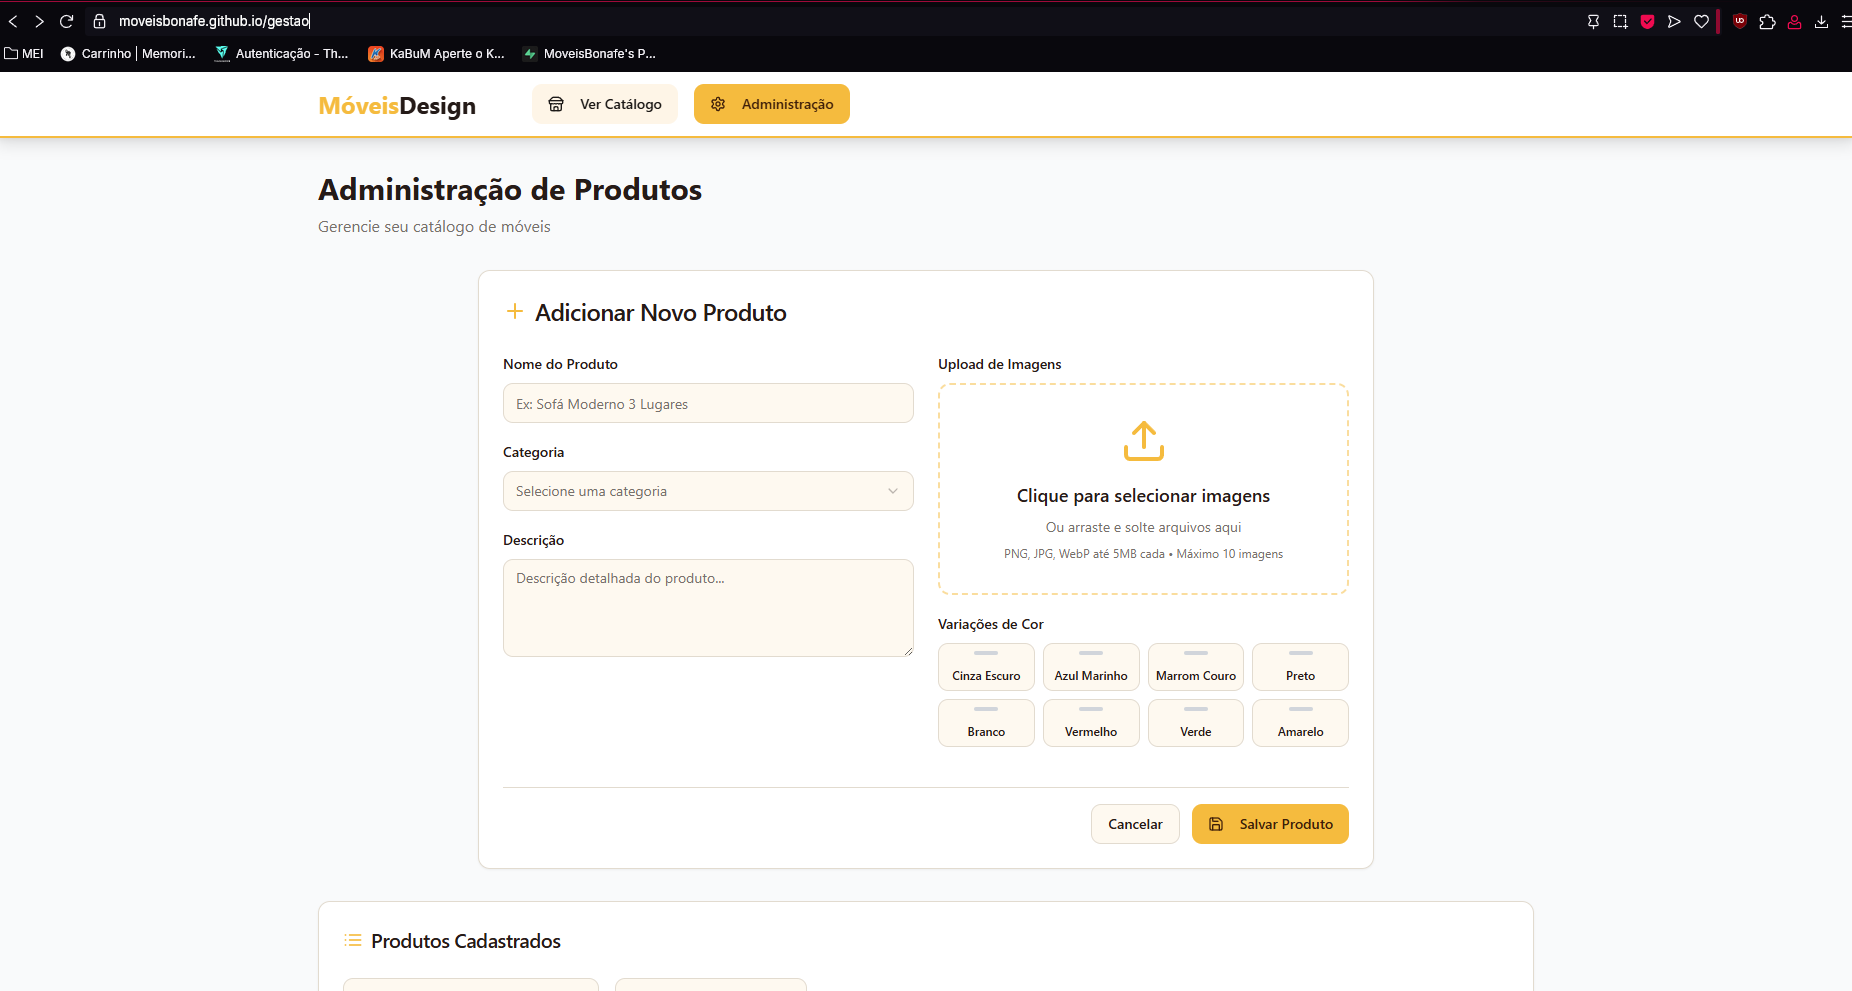 moveisbonafe.github.io/gestao
MEI
Carrinho | Memori...
Autenticação - Th...
KaBuM Aperte o K...
MoveisBonafe's P...
MóveisDesign
Ver Catálogo
Administração
Administração de Produtos
Gerencie seu catálogo de móveis
Adicionar Novo Produto
Nome do Produto
Ex: Sofá Moderno 3 Lugares
Categoria
Selecione uma categoria
Descrição
Descrição detalhada do produto...
Upload de Imagens
Clique para selecionar imagens
Ou arraste e solte arquivos aqui
PNG, JPG, WebP até 5MB cada • Máximo 10 imagens
Variações de Cor
Cinza Escuro
Azul Marinho
Marrom Couro
Preto
Branco
Vermelho
Verde
Amarelo
Cancelar
Salvar Produto
Produtos Cadastrados